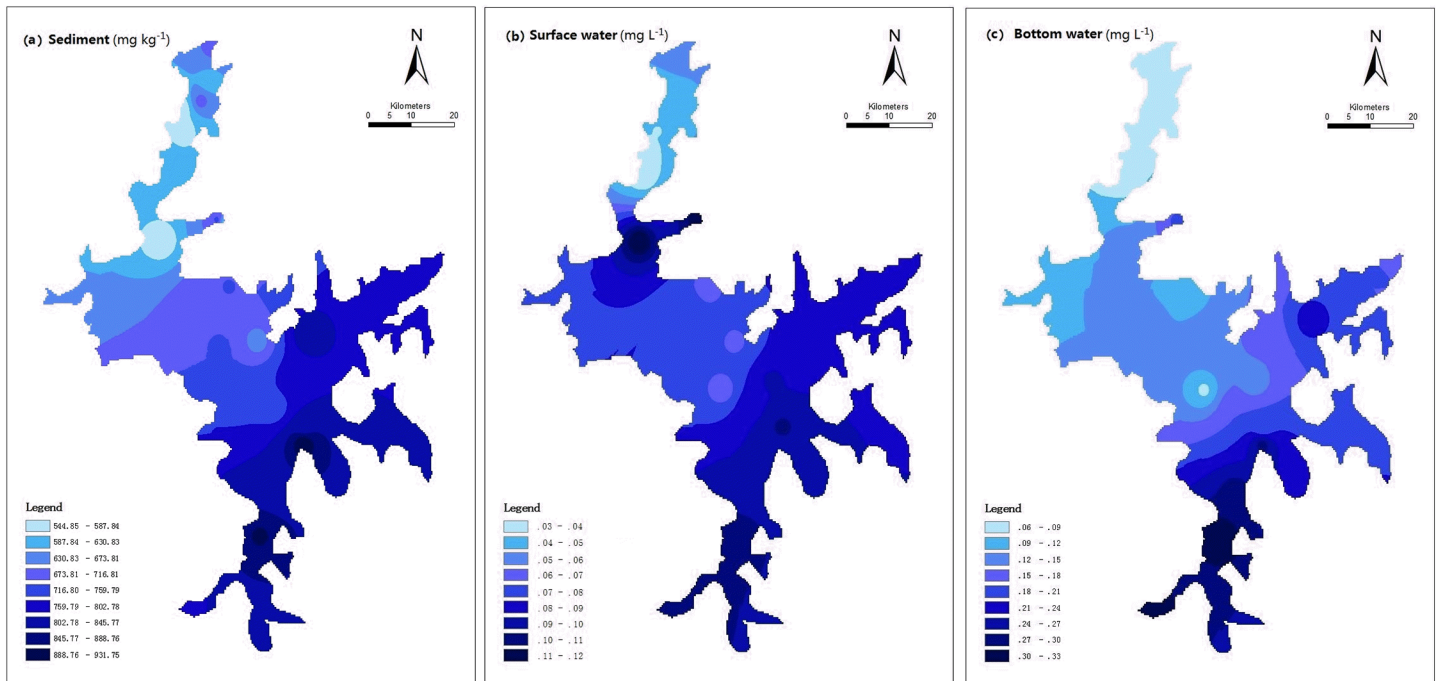 (a) Sediment (mg kg⁻¹)
N
Kilometers
0 5 10 20
Legend
544.85 - 587.84
587.84 - 630.83
630.83 - 673.81
673.81 - 716.81
716.80 - 759.79
759.79 - 802.78
802.78 - 845.77
845.77 - 888.76
888.76 - 931.75
(b) Surface water (mg L⁻¹)
N
Kilometers
0 5 10 20
Legend
.03 - .04
.04 - .05
.05 - .06
.06 - .07
.07 - .08
.08 - .09
.09 - .10
.10 - .11
.11 - .12
(c) Bottom water (mg L⁻¹)
N
Kilometers
0 5 10 20
Legend
.06 - .09
.09 - .12
.12 - .15
.15 - .18
.18 - .21
.21 - .24
.24 - .27
.27 - .30
.30 - .33